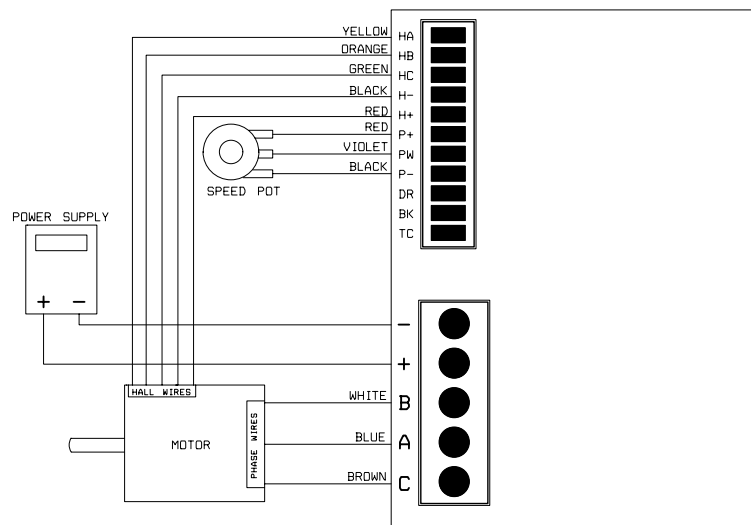 YELLOW HA
ORANGE HB
GREEN HC
BLACK H-
RED H+
RED P+
VIOLET PW
BLACK P-
DR
BK
TC
SPEED POT
POWER SUPPLY
+ -
-
+
HALL WIRES
WHITE B
BLUE A
BROWN C
MOTOR
PHASE WIRES